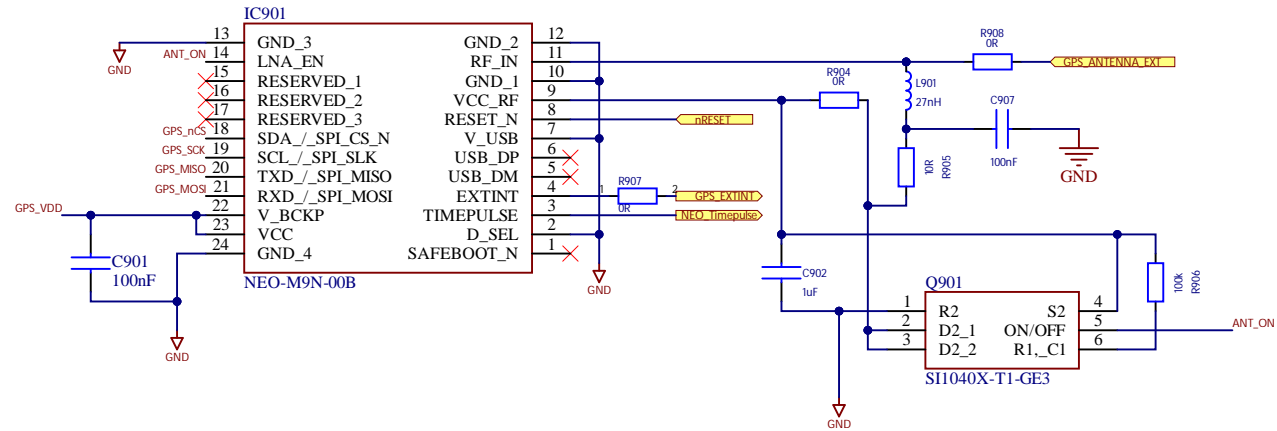 IC901
13 GND_3 GND_2 12
ANT_ON 14 LNA_EN RF_IN 11
15 RESERVED_1 GND_1 10
16 RESERVED_2 VCC_RF 9
17 RESERVED_3 RESET_N 8 nRESET
GPS_nCS 18 SDA_/_SPI_CS_N V_USB 7
GPS_SCK 19 SCL_/_SPI_SLK USB_DP 6
GPS_MISO 20 TXD_/_SPI_MISO USB_DM 5
GPS_MOSI 21 RXD_/_SPI_MOSI EXTINT 4
GPS_VDD 22 V_BCKP TIMEPULSE 3 NEO_Timepulse
23 VCC D_SEL 2
24 GND_4 SAFEBOOT_N 1
NEO-M9N-00B
GND
C901
100nF
GND
R907
1 2
0R
GPS_EXTINT
GND
R908
0R
GPS_ANTENNA_EXT
R904
0R
L901
27nH
C907
100nF
GND
10R
R905
C902
1uF
100k
R906
Q901
1 R2 S2 4
2 D2_1 ON/OFF 5 ANT_ON
3 D2_2 R1,_C1 6
SI1040X-T1-GE3
GND